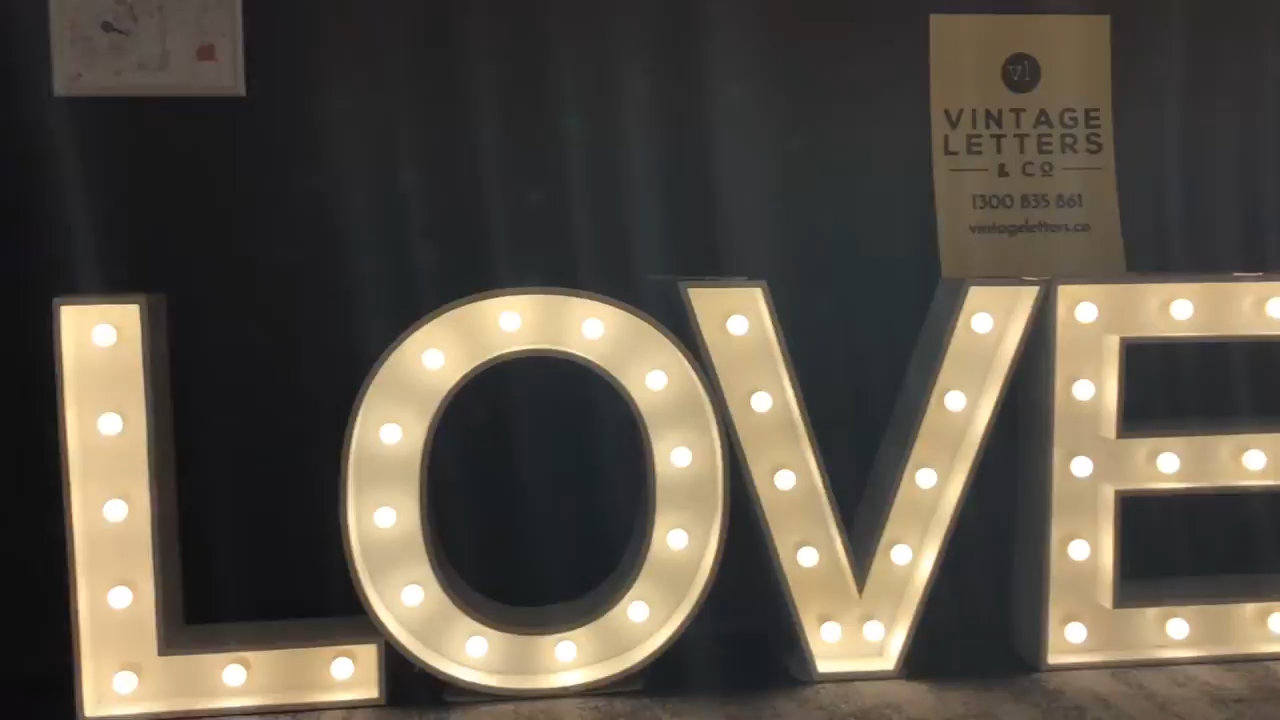 vl
VINTAGE
LETTERS
& Co
1300 835 861
vintageletters.co
LOVE